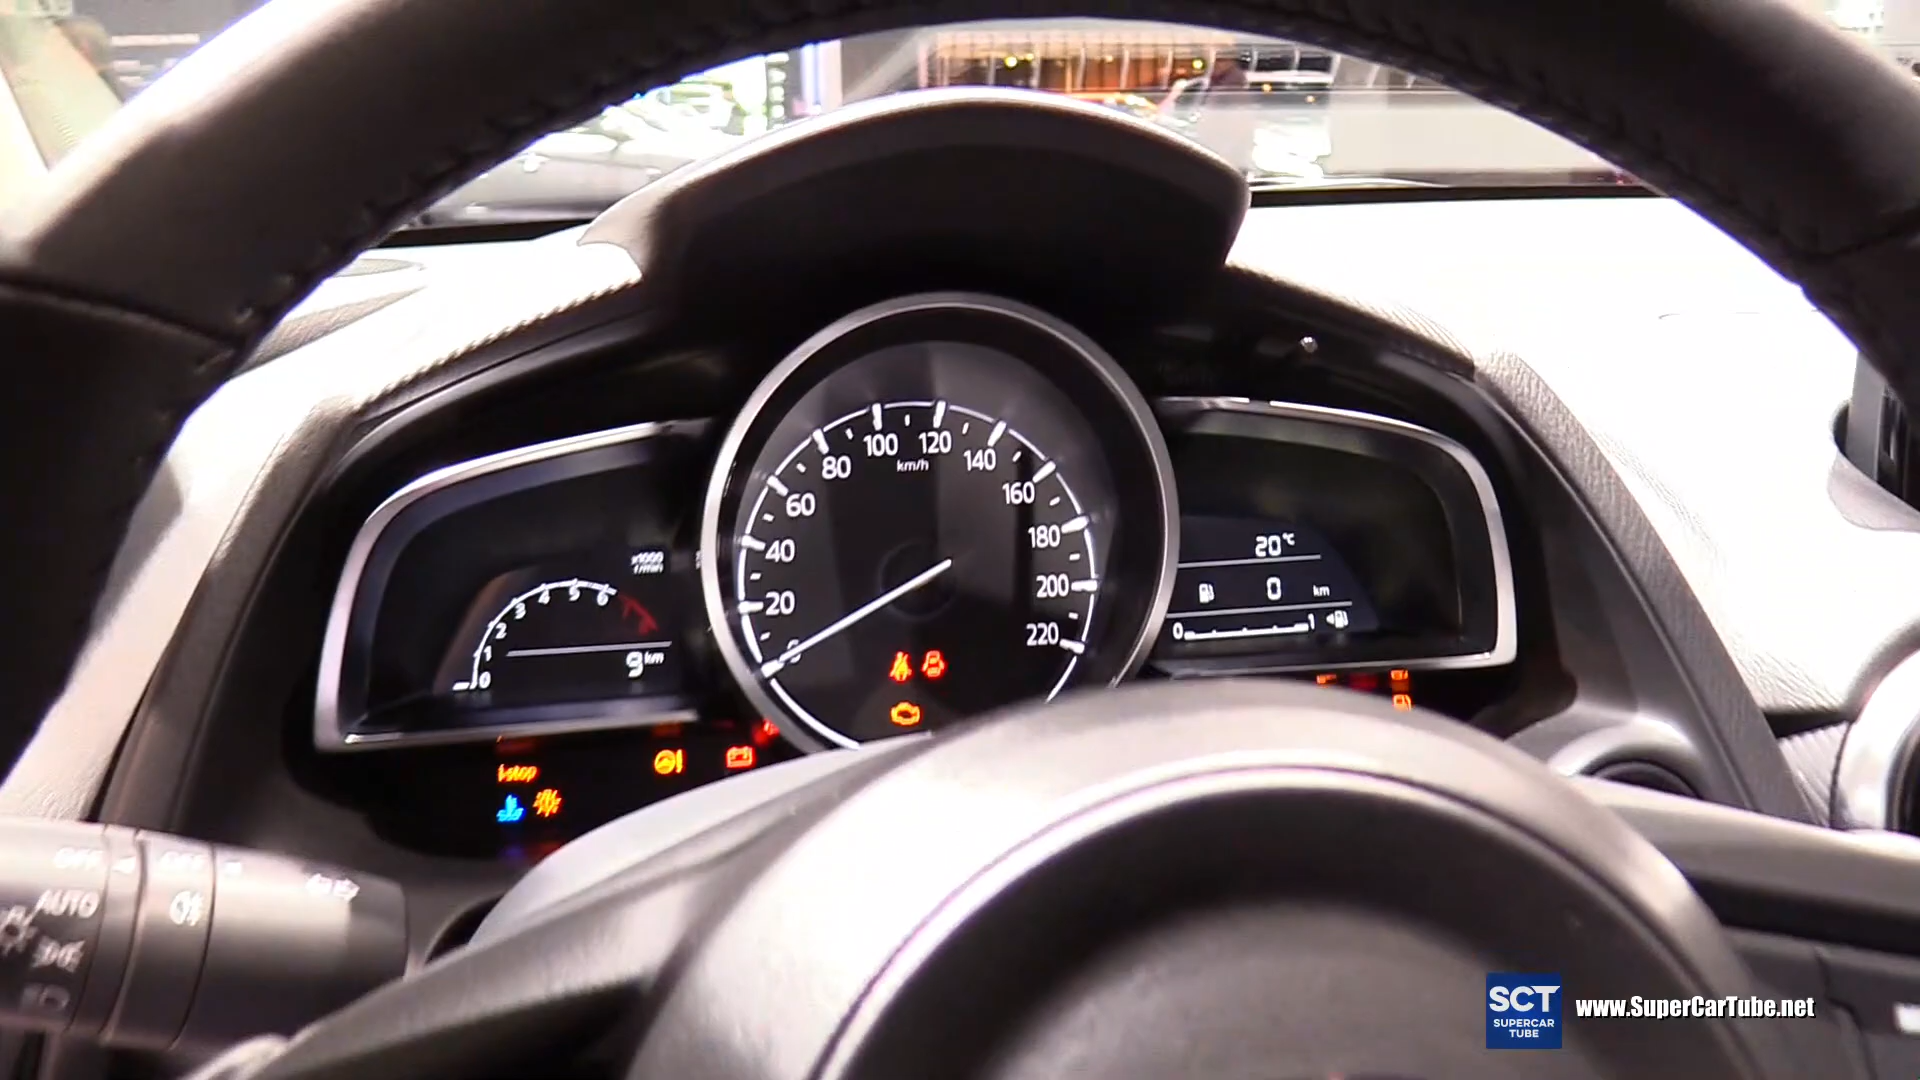 100 120
80 km/h 140
60 160
40 180
20 200
0 220
x1000
r/min
3 4 5 6
2
1
0
9 km
20℃
0 km
0 1
i-stop
AUTO
SCT
SUPERCAR
TUBE
www.SuperCarTube.net